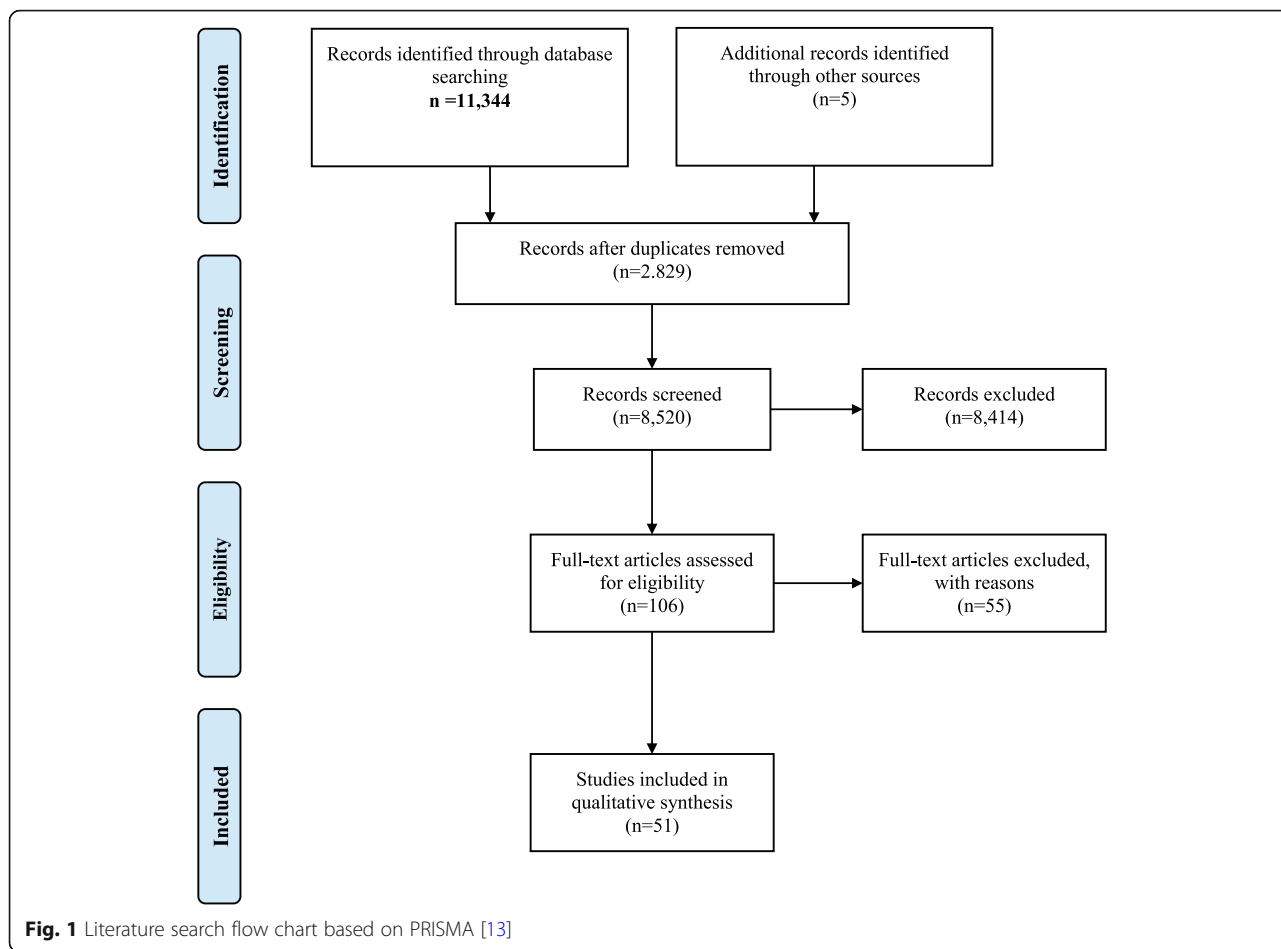 Identification
Records identified through database
searching
n =11,344
Additional records identified
through other sources
(n=5)
Records after duplicates removed
(n=2.829)
Screening
Records screened
(n=8,520)
Records excluded
(n=8,414)
Eligibility
Full-text articles assessed
for eligibility
(n=106)
Full-text articles excluded,
with reasons
(n=55)
Included
Studies included in
qualitative synthesis
(n=51)
Fig. 1 Literature search flow chart based on PRISMA [13]